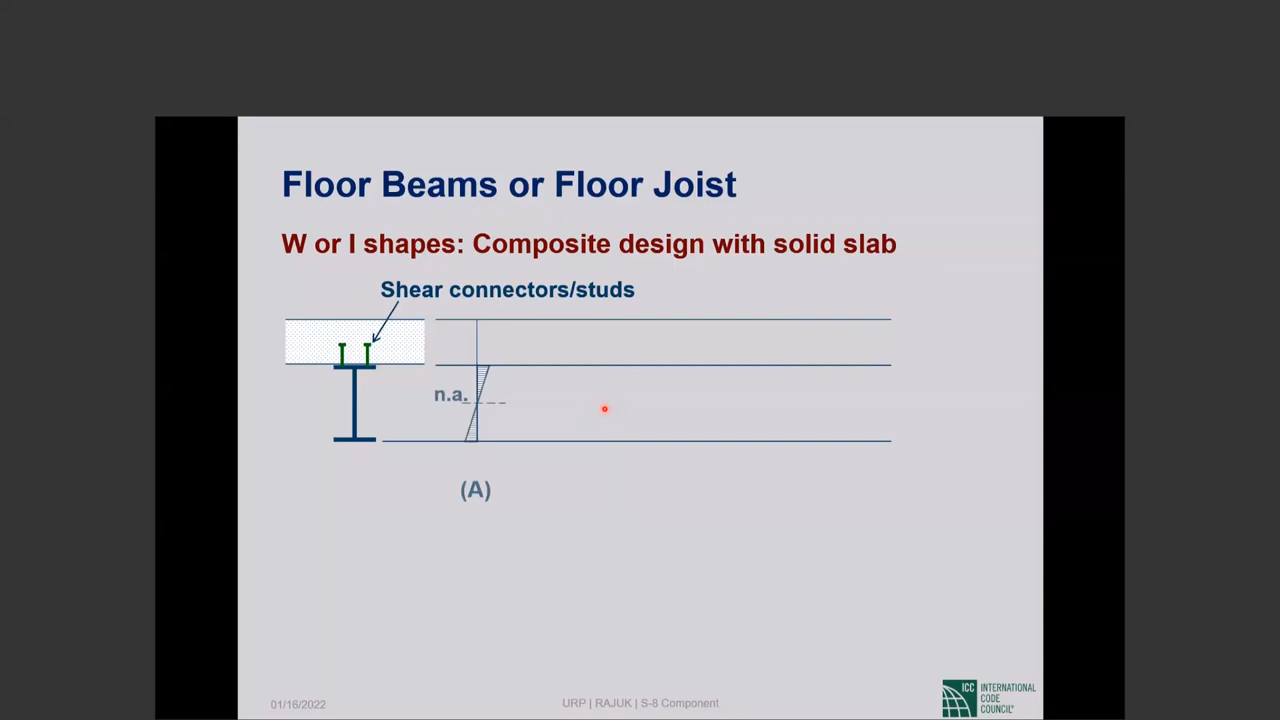 Floor Beams or Floor Joist
W or I shapes: Composite design with solid slab
Shear connectors/studs
n.a.
(A)
01/16/2022
URP | RAJUK | S-8 Component
ICC
INTERNATIONAL
CODE
COUNCIL®